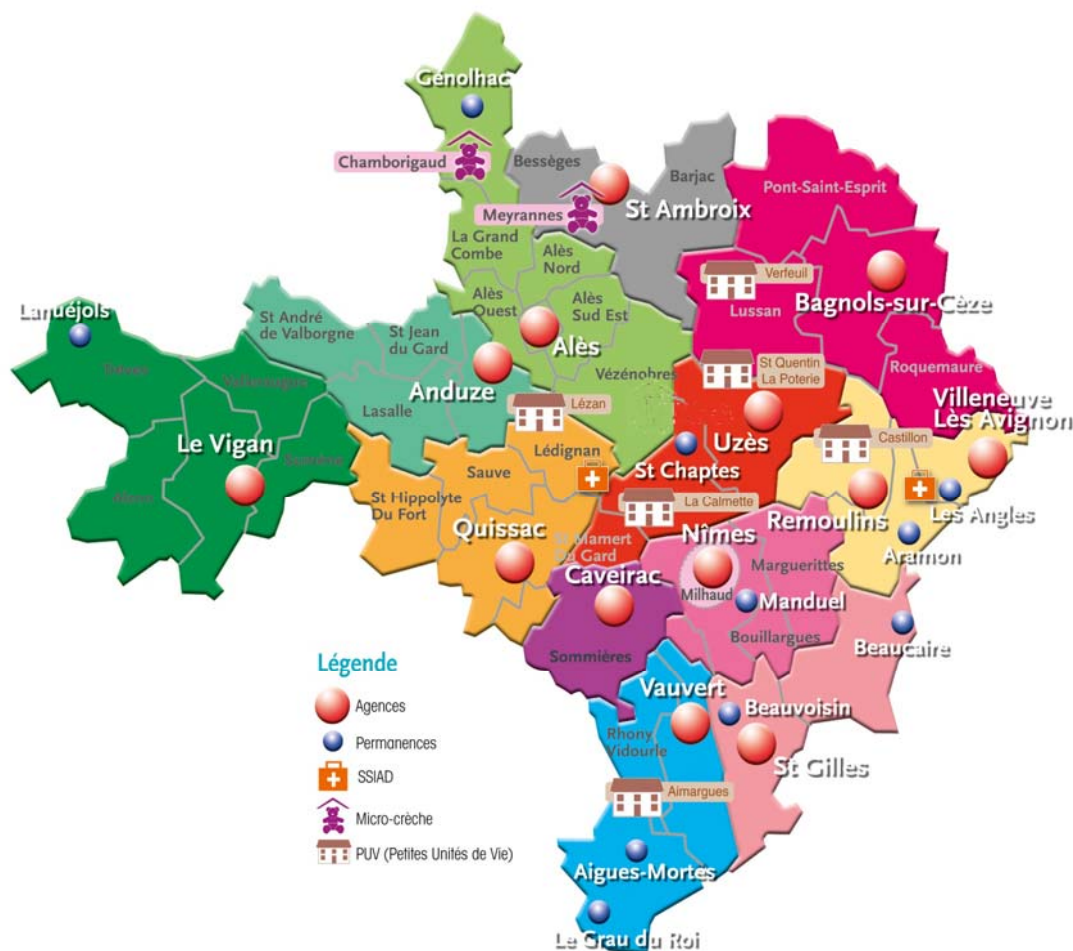 Génolhac
Chamborigaud
Bessèges
Barjac
Meyrannes
St Ambroix
Pont-Saint-Esprit
La Grand
Combe
Alès
Nord
Verfeuil
Bagnols-sur-Cèze
Lussan
Lanuéjols
St André
de Valborgne
St Jean
du Gard
Alès
Ouest
Alès
Sud Est
Alès
Anduze
Vézénobres
St Quentin
La Poterie
Roquemaure
Villeneuve
Lès Avignon
Lasalle
Lézan
Uzès
Castillon
Le Vigan
Lédignan
Sauve
St Chaptes
St Hippolyte
Du Fort
La Calmette
Remoulins
Les Angles
Quissac
St Mamert
Du Gard
Nîmes
Aramon
Caveirac
Milhaud
Marguerittes
Manduel
Bouillargues
Beaucaire
Sommières
Vauvert
Beauvoisin
Rhony
Vidourle
St Gilles
Aimargues
Aigues-Mortes
Le Grau du Roi
Légende
Agences
Permanences
SSIAD
Micro-crèche
PUV (Petites Unités de Vie)